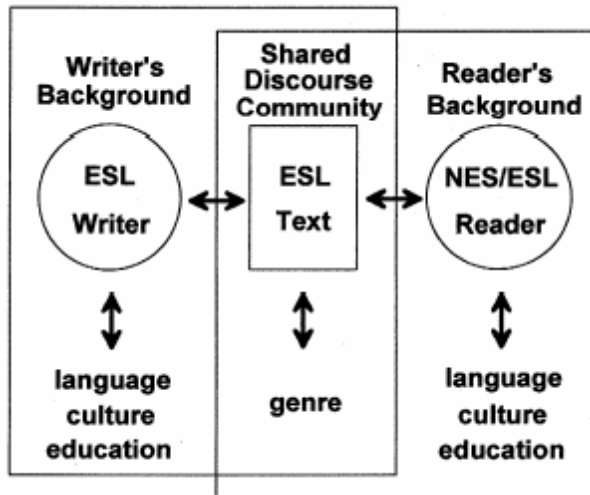 Writer's
Background
ESL
Writer
language
culture
education
Shared
Discourse
Community
ESL
Text
genre
Reader's
Background
NES/ESL
Reader
language
culture
education